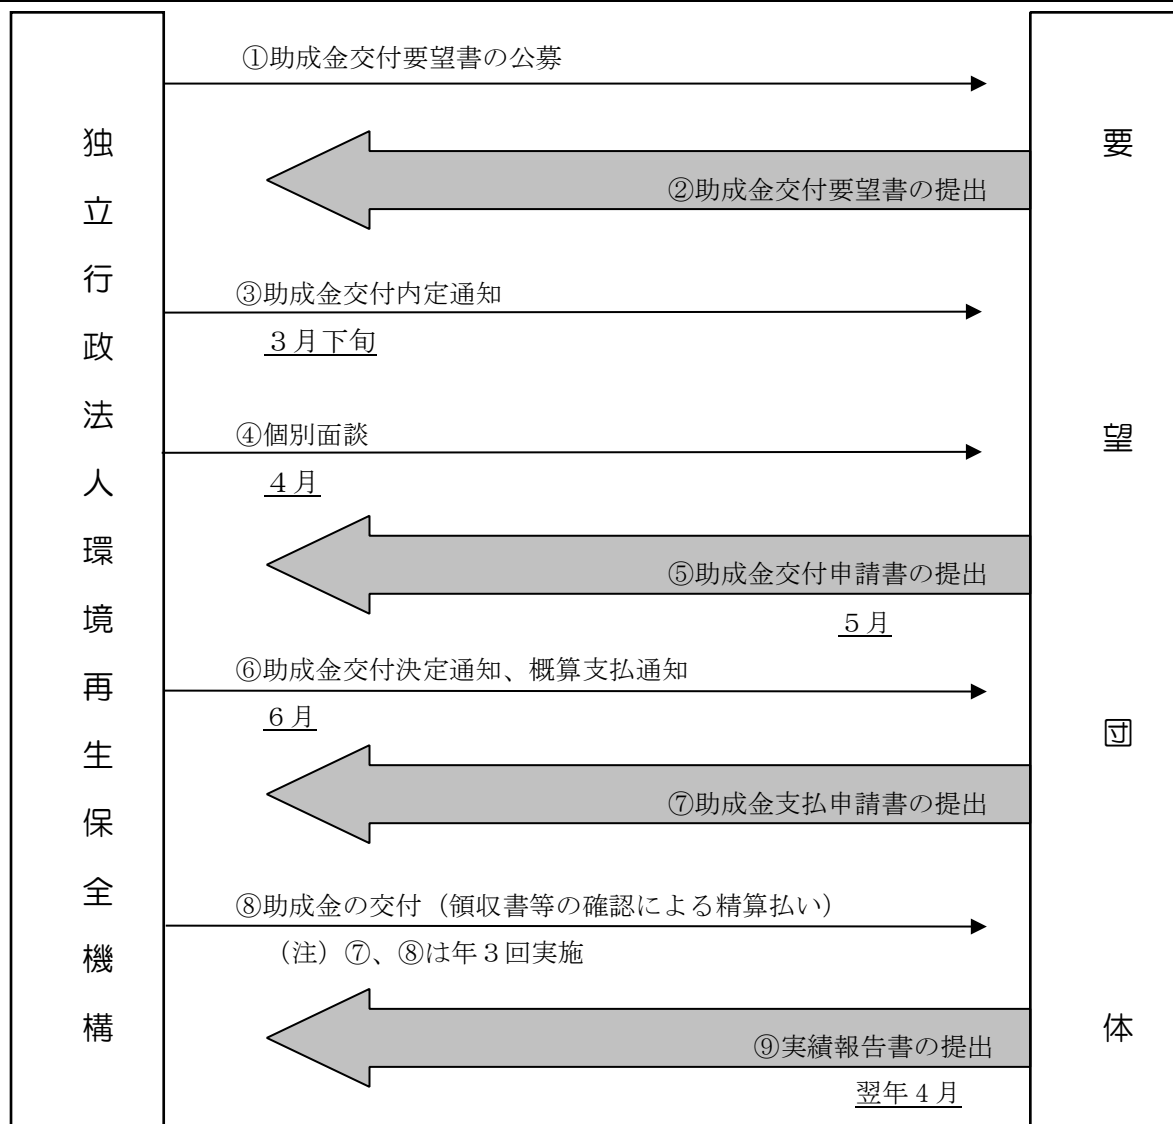 独立行政法人環境再生保全機構
①助成金交付要望書の公募
②助成金交付要望書の提出
③助成金交付内定通知
３月下旬
④個別面談
４月
⑤助成金交付申請書の提出
５月
⑥助成金交付決定通知、概算支払通知
６月
⑦助成金支払申請書の提出
⑧助成金の交付（領収書等の確認による精算払い）
（注）⑦、⑧は年３回実施
⑨実績報告書の提出
翌年４月
要望団体